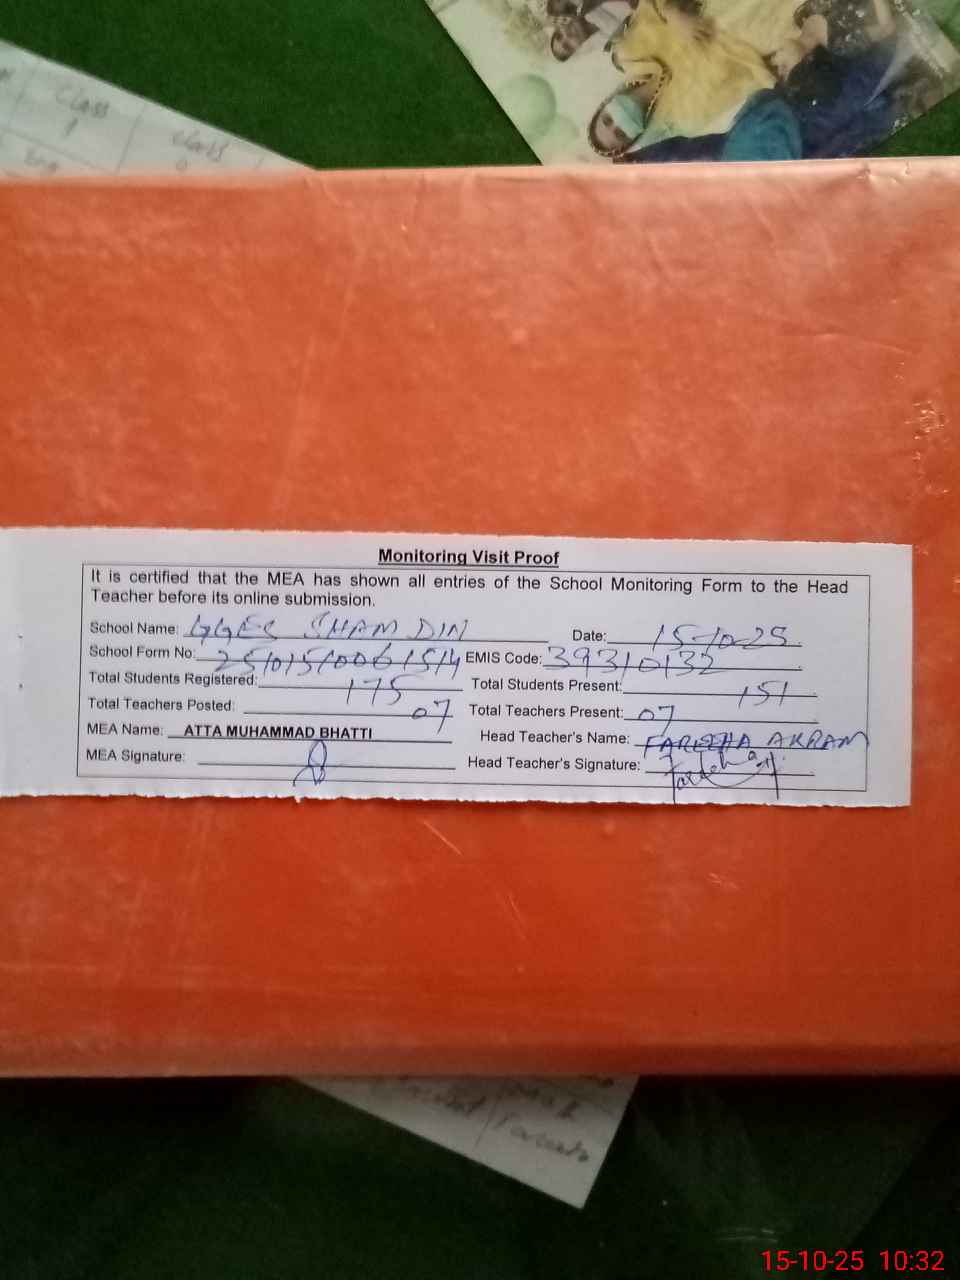 Class
1
Class
Monitoring Visit Proof
It is certified that the MEA has shown all entries of the School Monitoring Form to the Head
Teacher before its online submission.
School Name: GGES SHAM DIN Date: 15-10-25
School Form No: EMIS Code: 39310132
Total Students Registered: 175 Total Students Present: 151
Total Teachers Posted: 07 Total Teachers Present: 07
MEA Name: ATTA MUHAMMAD BHATTI Head Teacher's Name: FAREEHA AKRAM
MEA Signature: Head Teacher's Signature:
15-10-25 10:32